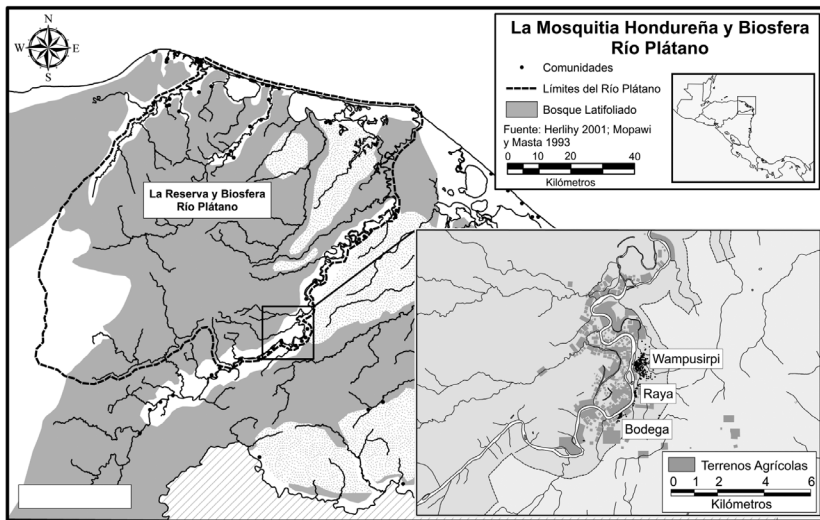 N
W E
S
La Mosquitia Hondureña y Biosfera
Río Plátano
Comunidades
Límites del Río Plátano
Bosque Latifoliado
Fuente: Herlihy 2001; Mopawi
y Masta 1993
0 20 40
10 30
Kilómetros
La Reserva y Biosfera
Río Plátano
Wampusirpi
Raya
Bodega
Terrenos Agrícolas
0 1 2 4 6
Kilómetros